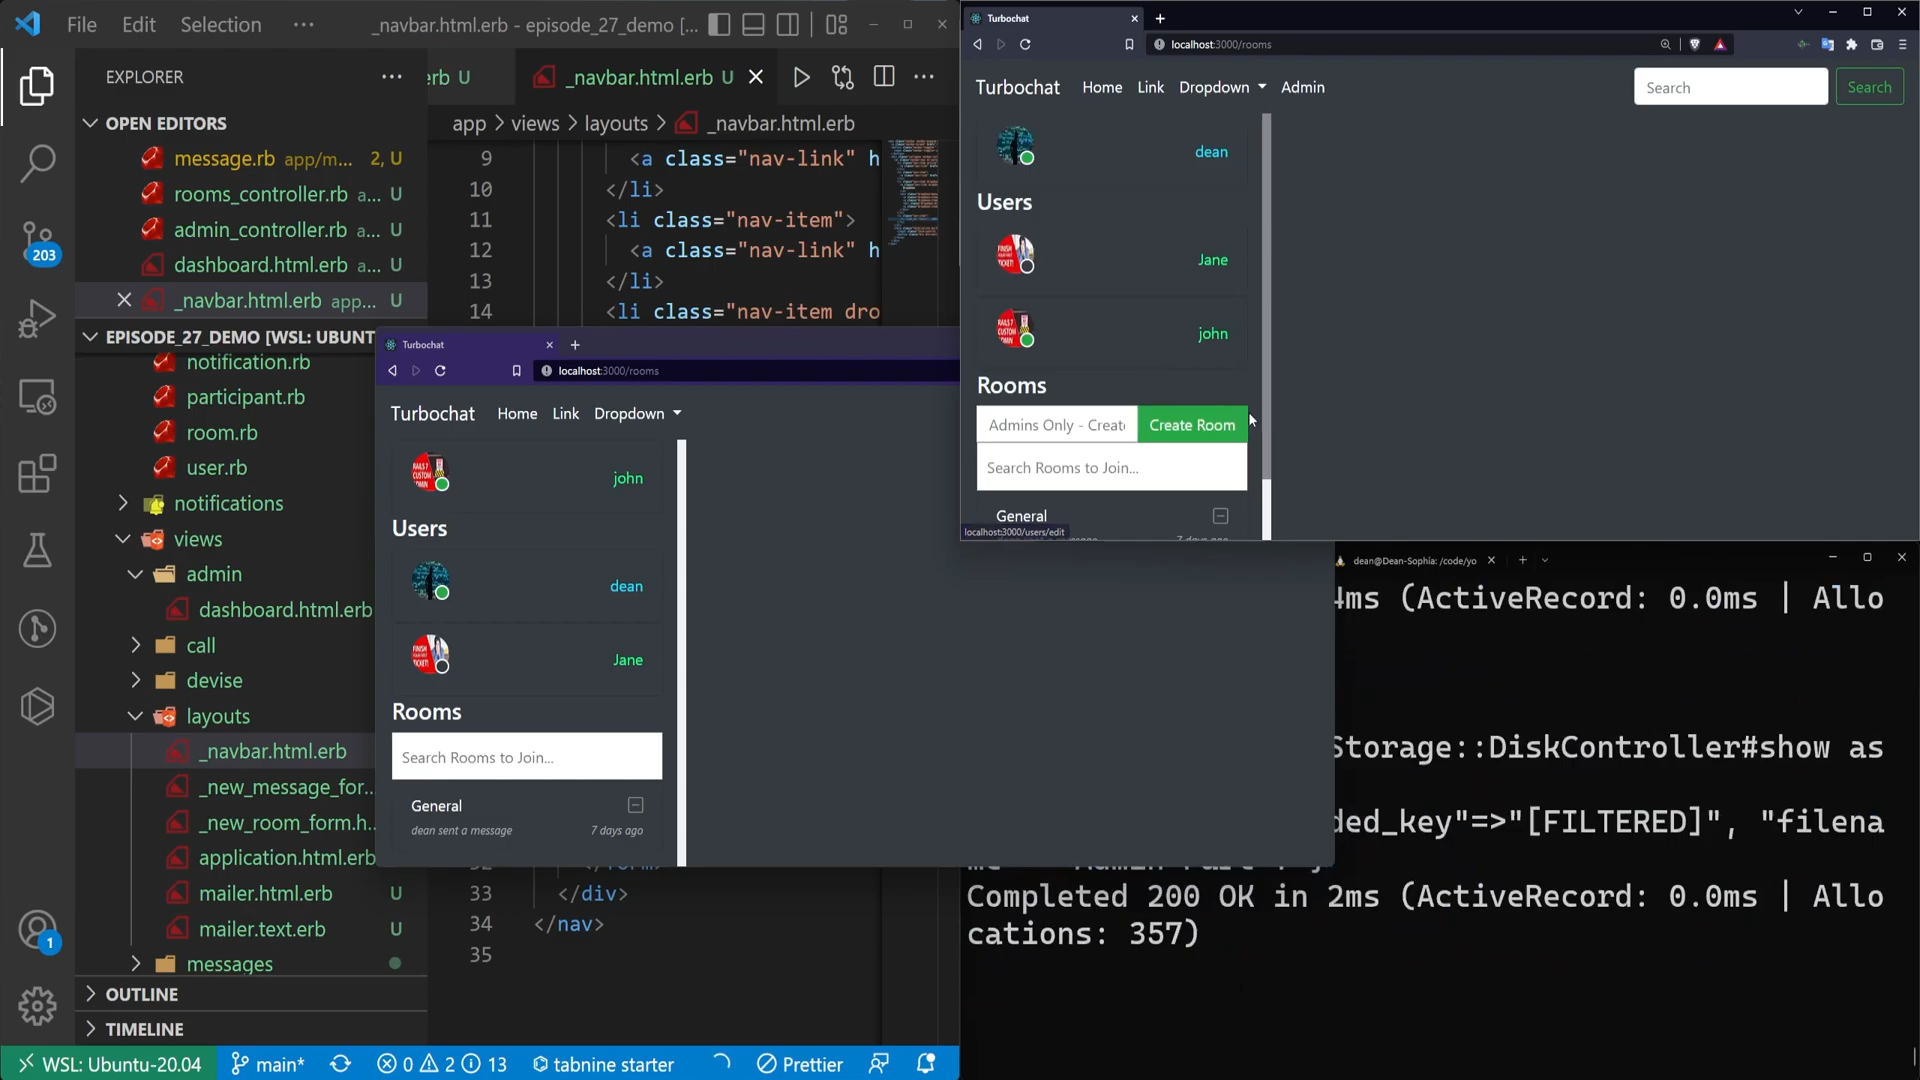 File Edit Selection ··· _navbar.html.erb - episode_27_demo [...
EXPLORER
OPEN EDITORS
message.rb app/m... 2, U
rooms_controller.rb a... U
admin_controller.rb a... U
dashboard.html.erb a... U
_navbar.html.erb app... U
EPISODE_27_DEMO [WSL: UBUNT
notification.rb
participant.rb
room.rb
user.rb
notifications
views
admin
dashboard.html.erb
call
devise
layouts
_navbar.html.erb
_new_message_for...
_new_room_form.h...
application.html.erb
mailer.html.erb U
mailer.text.erb U
messages
OUTLINE
TIMELINE
203
1
erb U _navbar.html.erb U
app > views > layouts > _navbar.html.erb
9 <a class="nav-link" h
10 </li>
11 <li class="nav-item">
12 <a class="nav-link" h
13 </li>
14 <li class="nav-item dro
33 </div>
34 </nav>
35
WSL: Ubuntu-20.04 main* 0 2 13 tabnine starter Prettier
Turbochat
localhost:3000/rooms
Turbochat Home Link Dropdown
john
Users
dean
Jane
Rooms
Search Rooms to Join...
General
dean sent a message 7 days ago
Turbochat
localhost:3000/rooms
Turbochat Home Link Dropdown Admin Search Search
dean
Users
Jane
john
Rooms
Admins Only - Create Create Room
Search Rooms to Join...
General
localhost:3000/users/edit
7 days ago
dean@Dean-Sophia: /code/yo
4ms (ActiveRecord: 0.0ms | Allo
Storage::DiskController#show as
ded_key"=>"[FILTERED]", "filena
Completed 200 OK in 2ms (ActiveRecord: 0.0ms | Allo
cations: 357)